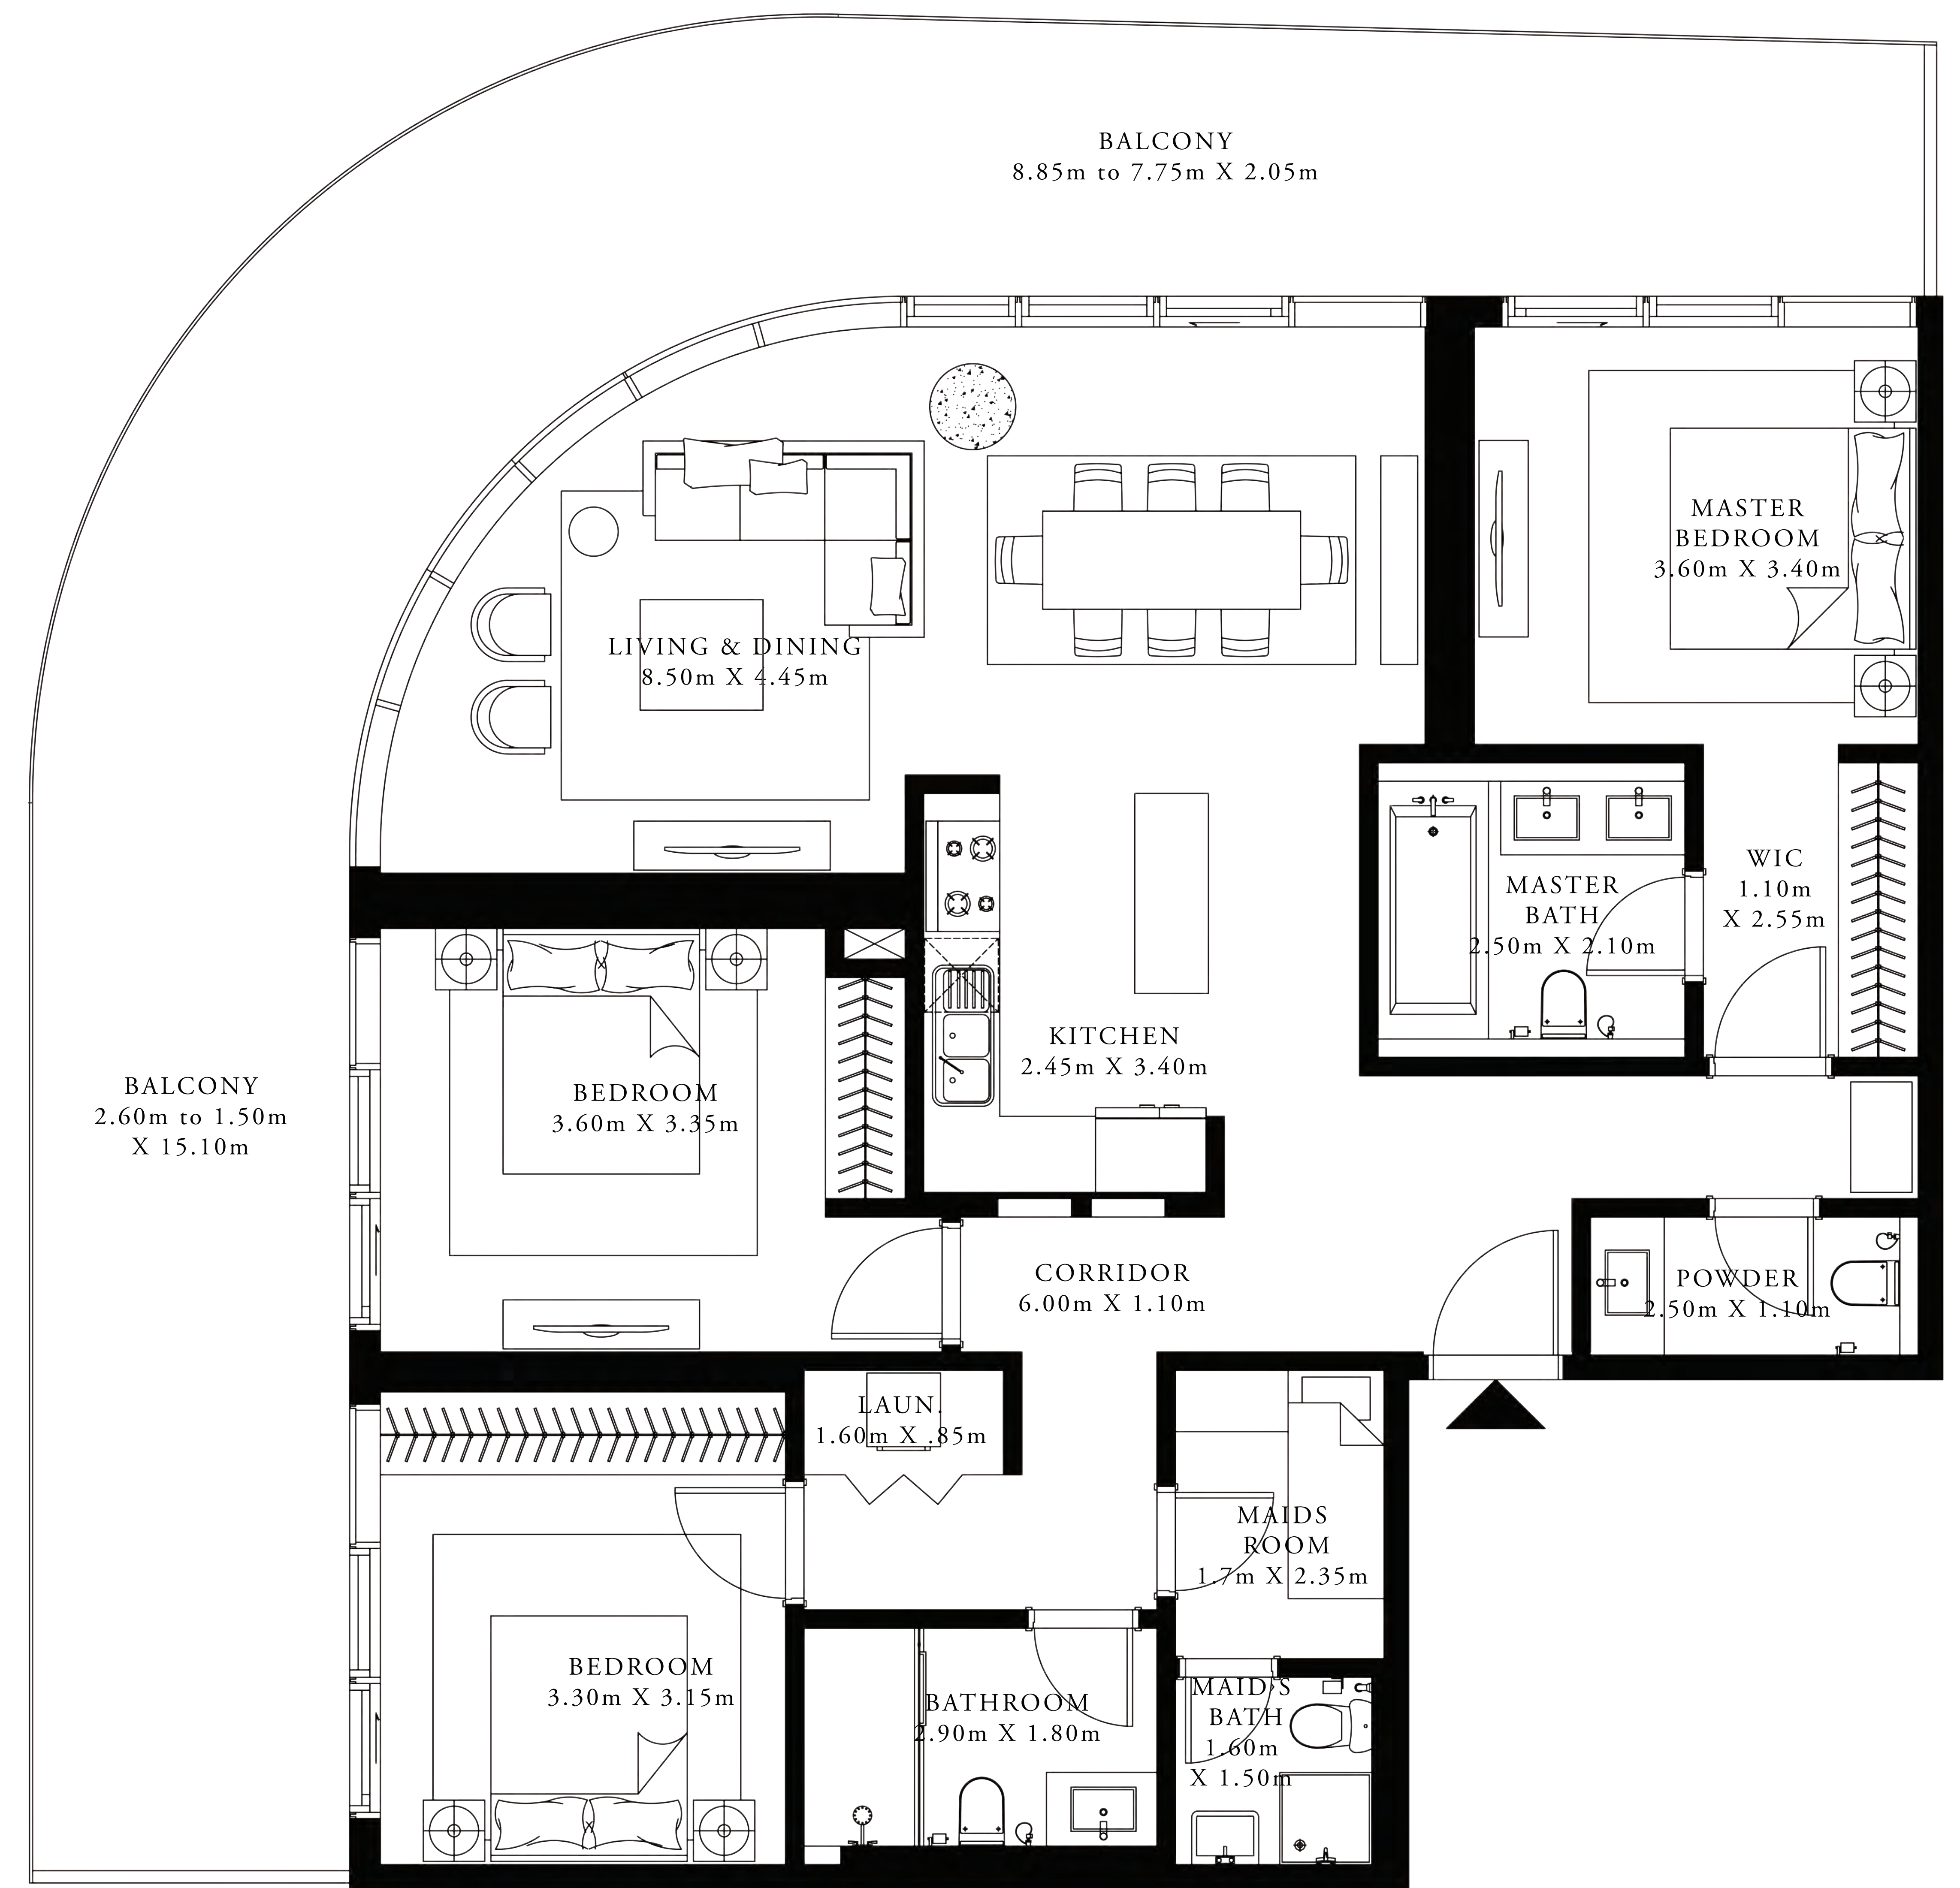 BALCONY
8.85m to 7.75m X 2.05m
MASTER
BEDROOM
3.60m X 3.40m
LIVING & DINING
8.50m X 4.45m
WIC
1.10m
X 2.55m
MASTER
BATH
2.50m X 2.10m
KITCHEN
2.45m X 3.40m
BALCONY
2.60m to 1.50m
X 15.10m
BEDROOM
3.60m X 3.35m
CORRIDOR
6.00m X 1.10m
POWDER
2.50m X 1.10m
LAUN.
1.60m X .85m
MAIDS
ROOM
1.7m X 2.35m
BEDROOM
3.30m X 3.15m
BATHROOM
2.90m X 1.80m
MAID'S
BATH
1.60m
X 1.50m